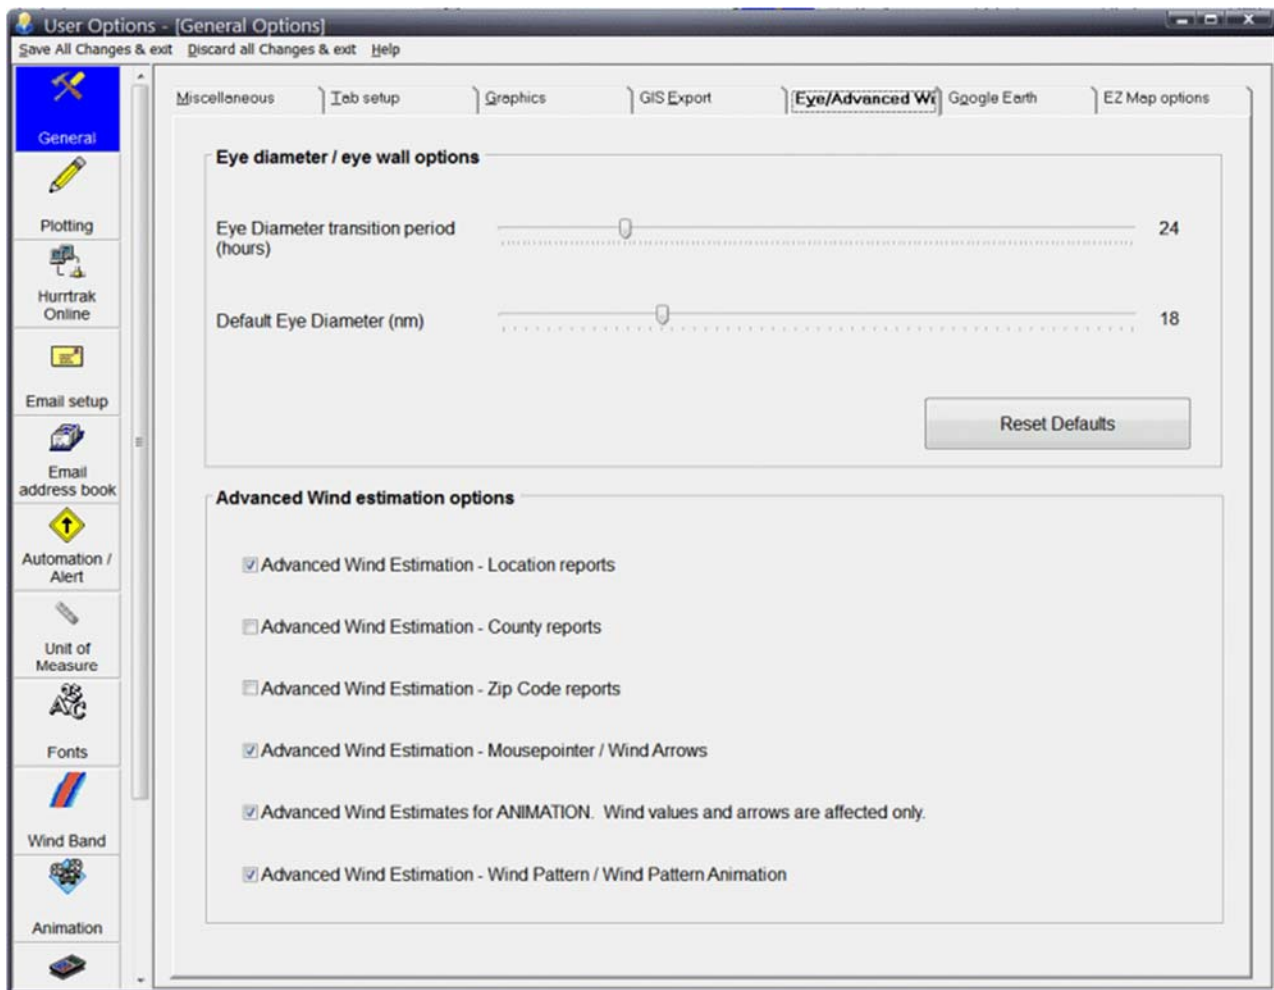 User Options - [General Options]
Save All Changes & exit Discard all Changes & exit Help
General
Plotting
Hurrtrak
Online
Email setup
Email
address book
Automation /
Alert
Unit of
Measure
Fonts
Wind Band
Animation
Miscellaneous Tab setup Graphics GIS Export Eye/Advanced Wi Google Earth EZ Map options
Eye diameter / eye wall options
Eye Diameter transition period
(hours)
24
Default Eye Diameter (nm)
18
Reset Defaults
Advanced Wind estimation options
Advanced Wind Estimation - Location reports
Advanced Wind Estimation - County reports
Advanced Wind Estimation - Zip Code reports
Advanced Wind Estimation - Mousepointer / Wind Arrows
Advanced Wind Estimates for ANIMATION. Wind values and arrows are affected only.
Advanced Wind Estimation - Wind Pattern / Wind Pattern Animation